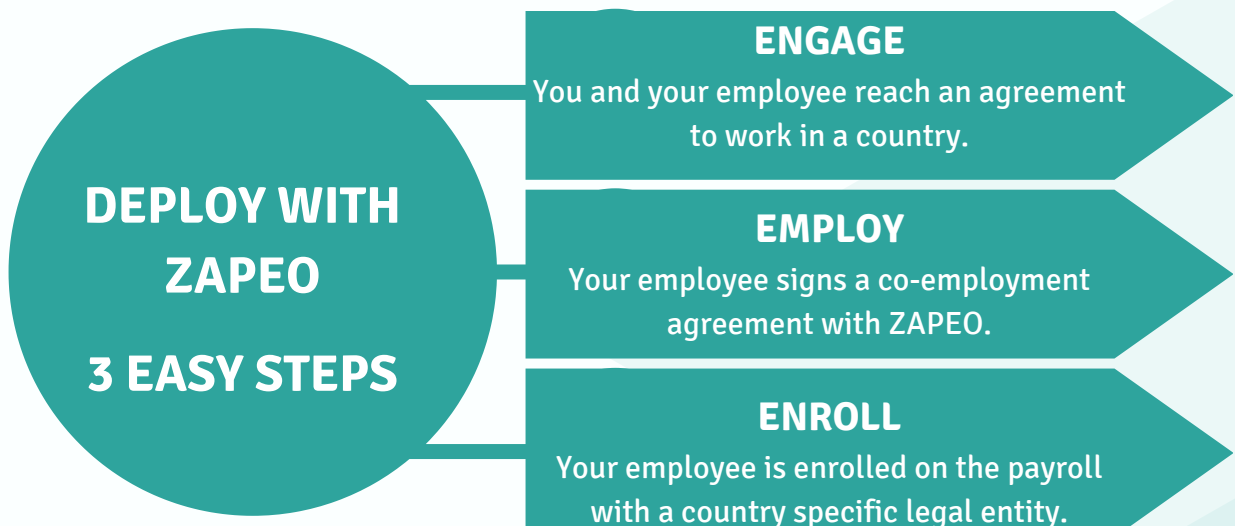 DEPLOY WITH
ZAPEO
3 EASY STEPS
ENGAGE
You and your employee reach an agreement
to work in a country.
EMPLOY
Your employee signs a co-employment
agreement with ZAPEO.
ENROLL
Your employee is enrolled on the payroll
with a country specific legal entity.